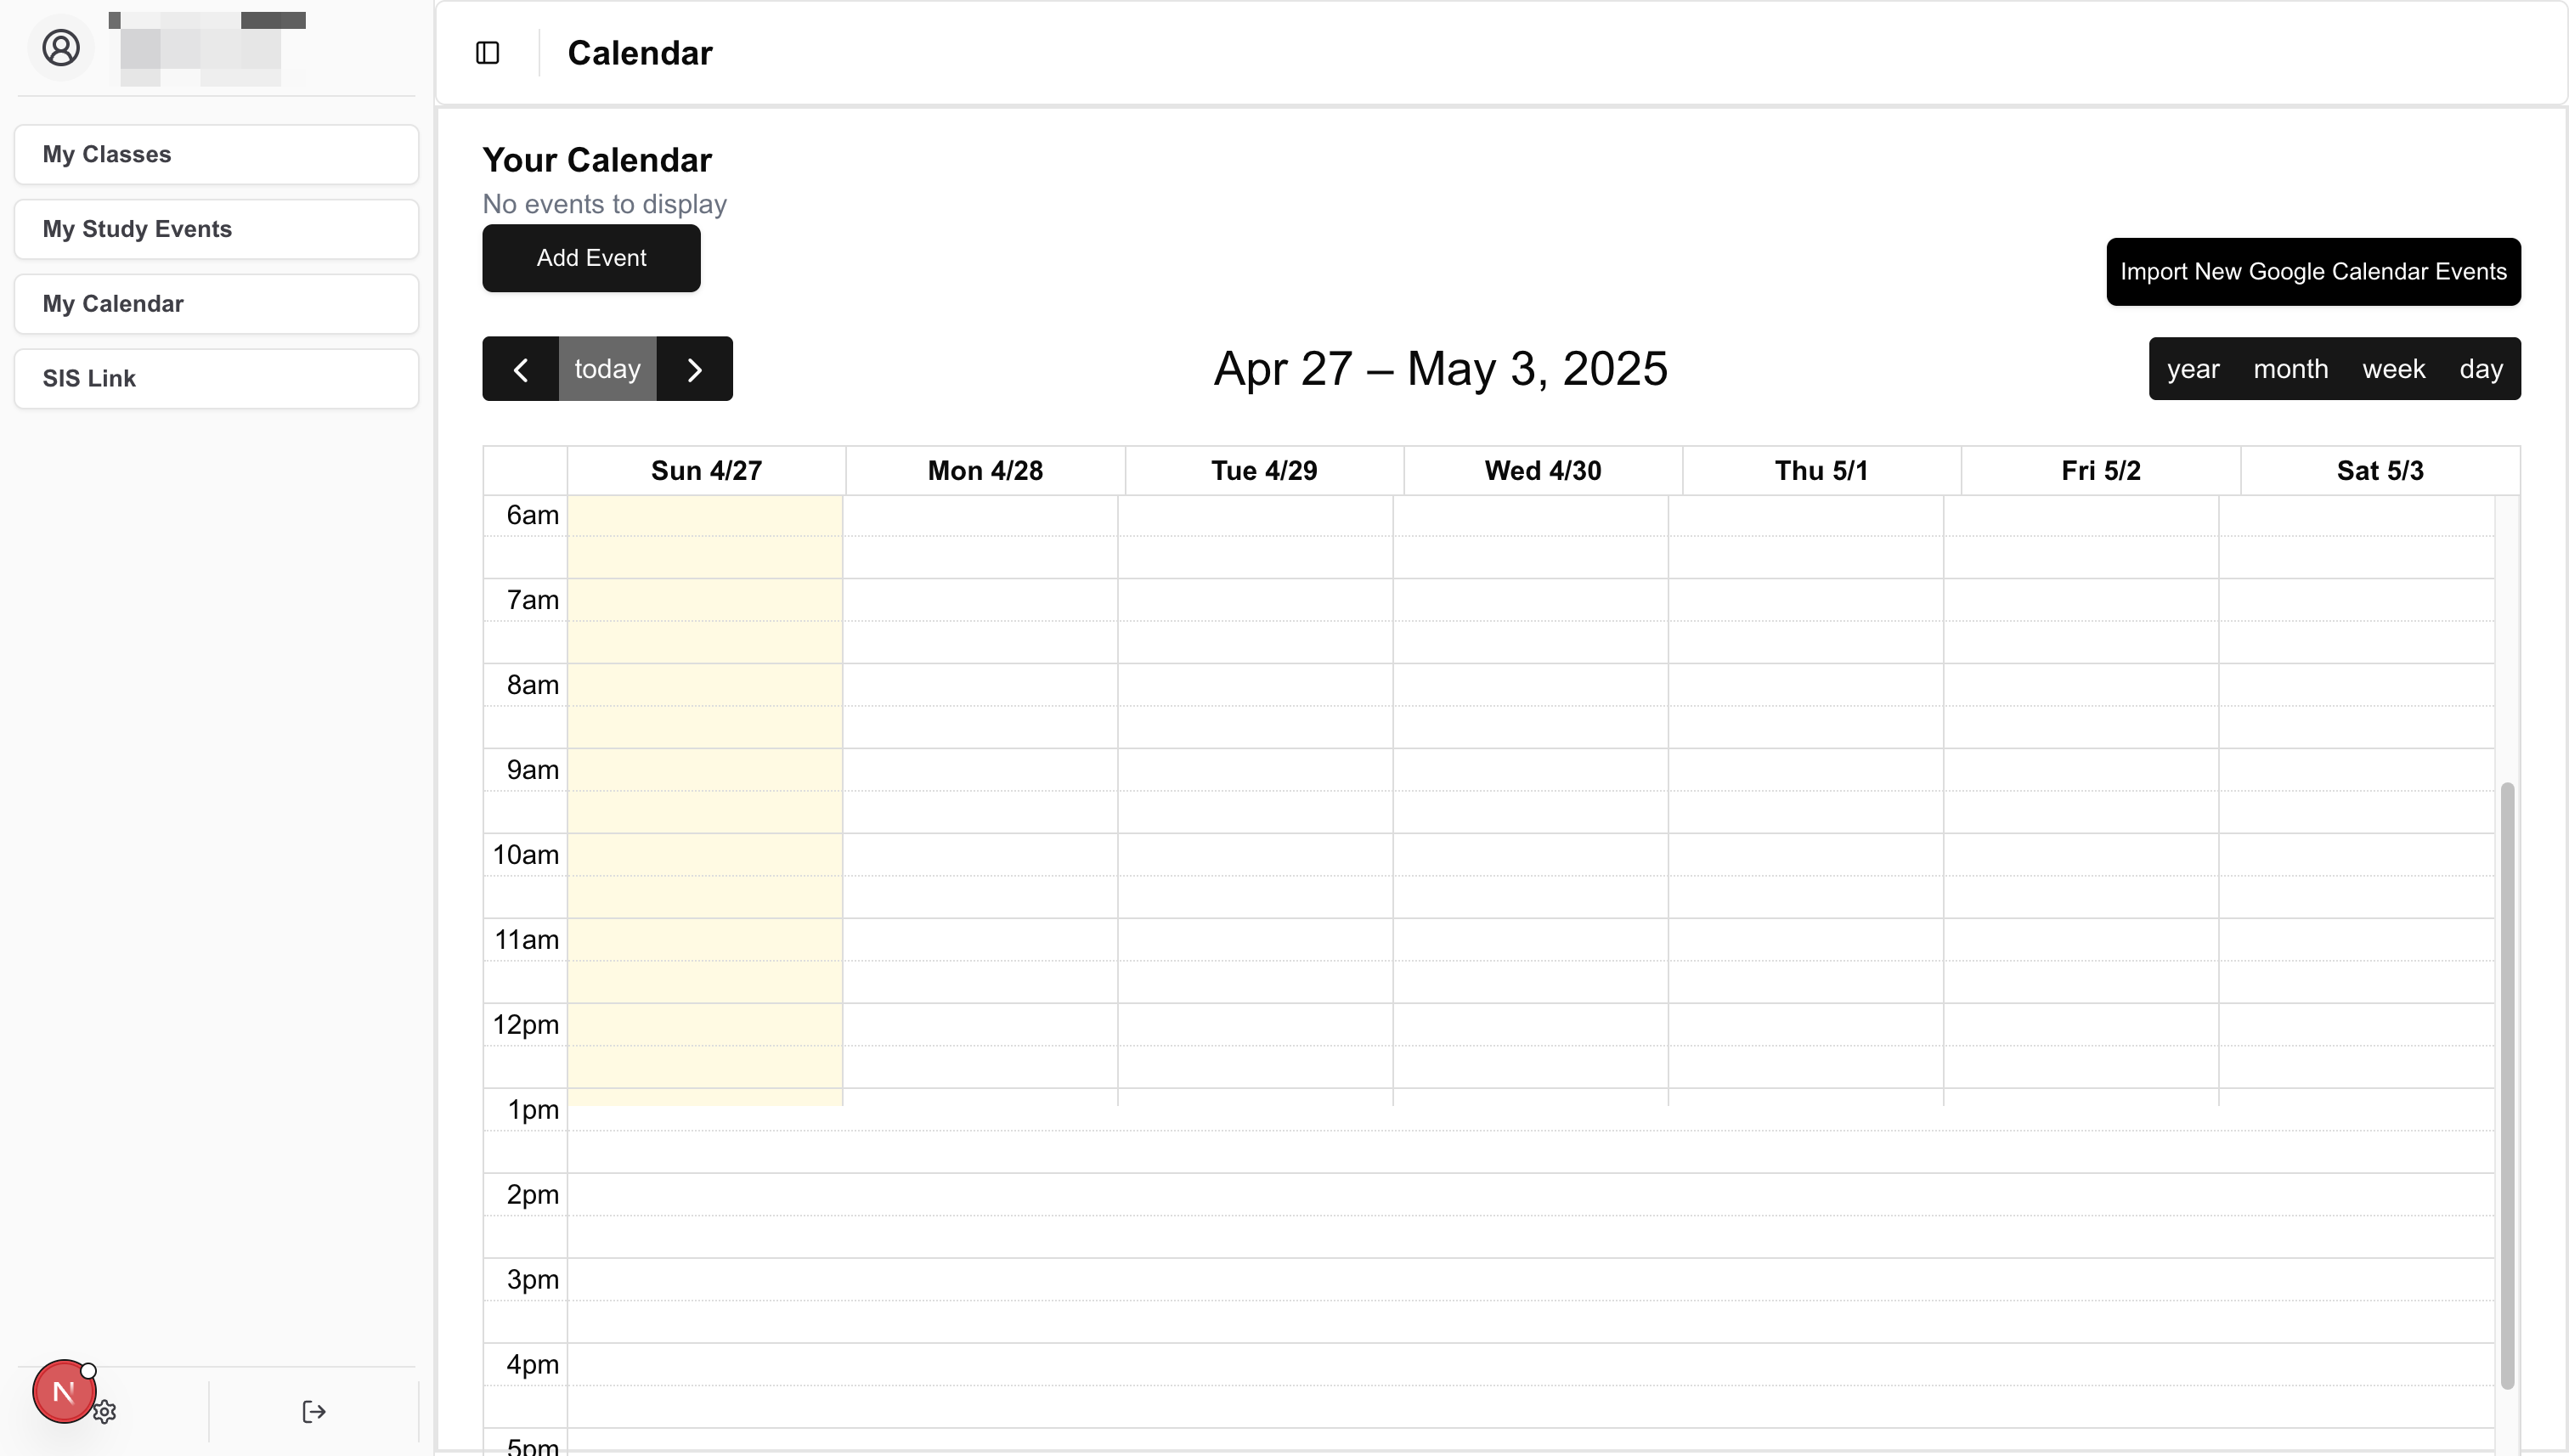 Calendar
My Classes
My Study Events
My Calendar
SIS Link
Your Calendar
No events to display
Add Event
Import New Google Calendar Events
today
Apr 27 – May 3, 2025
year month week day
Sun 4/27 Mon 4/28 Tue 4/29 Wed 4/30 Thu 5/1 Fri 5/2 Sat 5/3
6am
7am
8am
9am
10am
11am
12pm
1pm
2pm
3pm
4pm
5pm
N